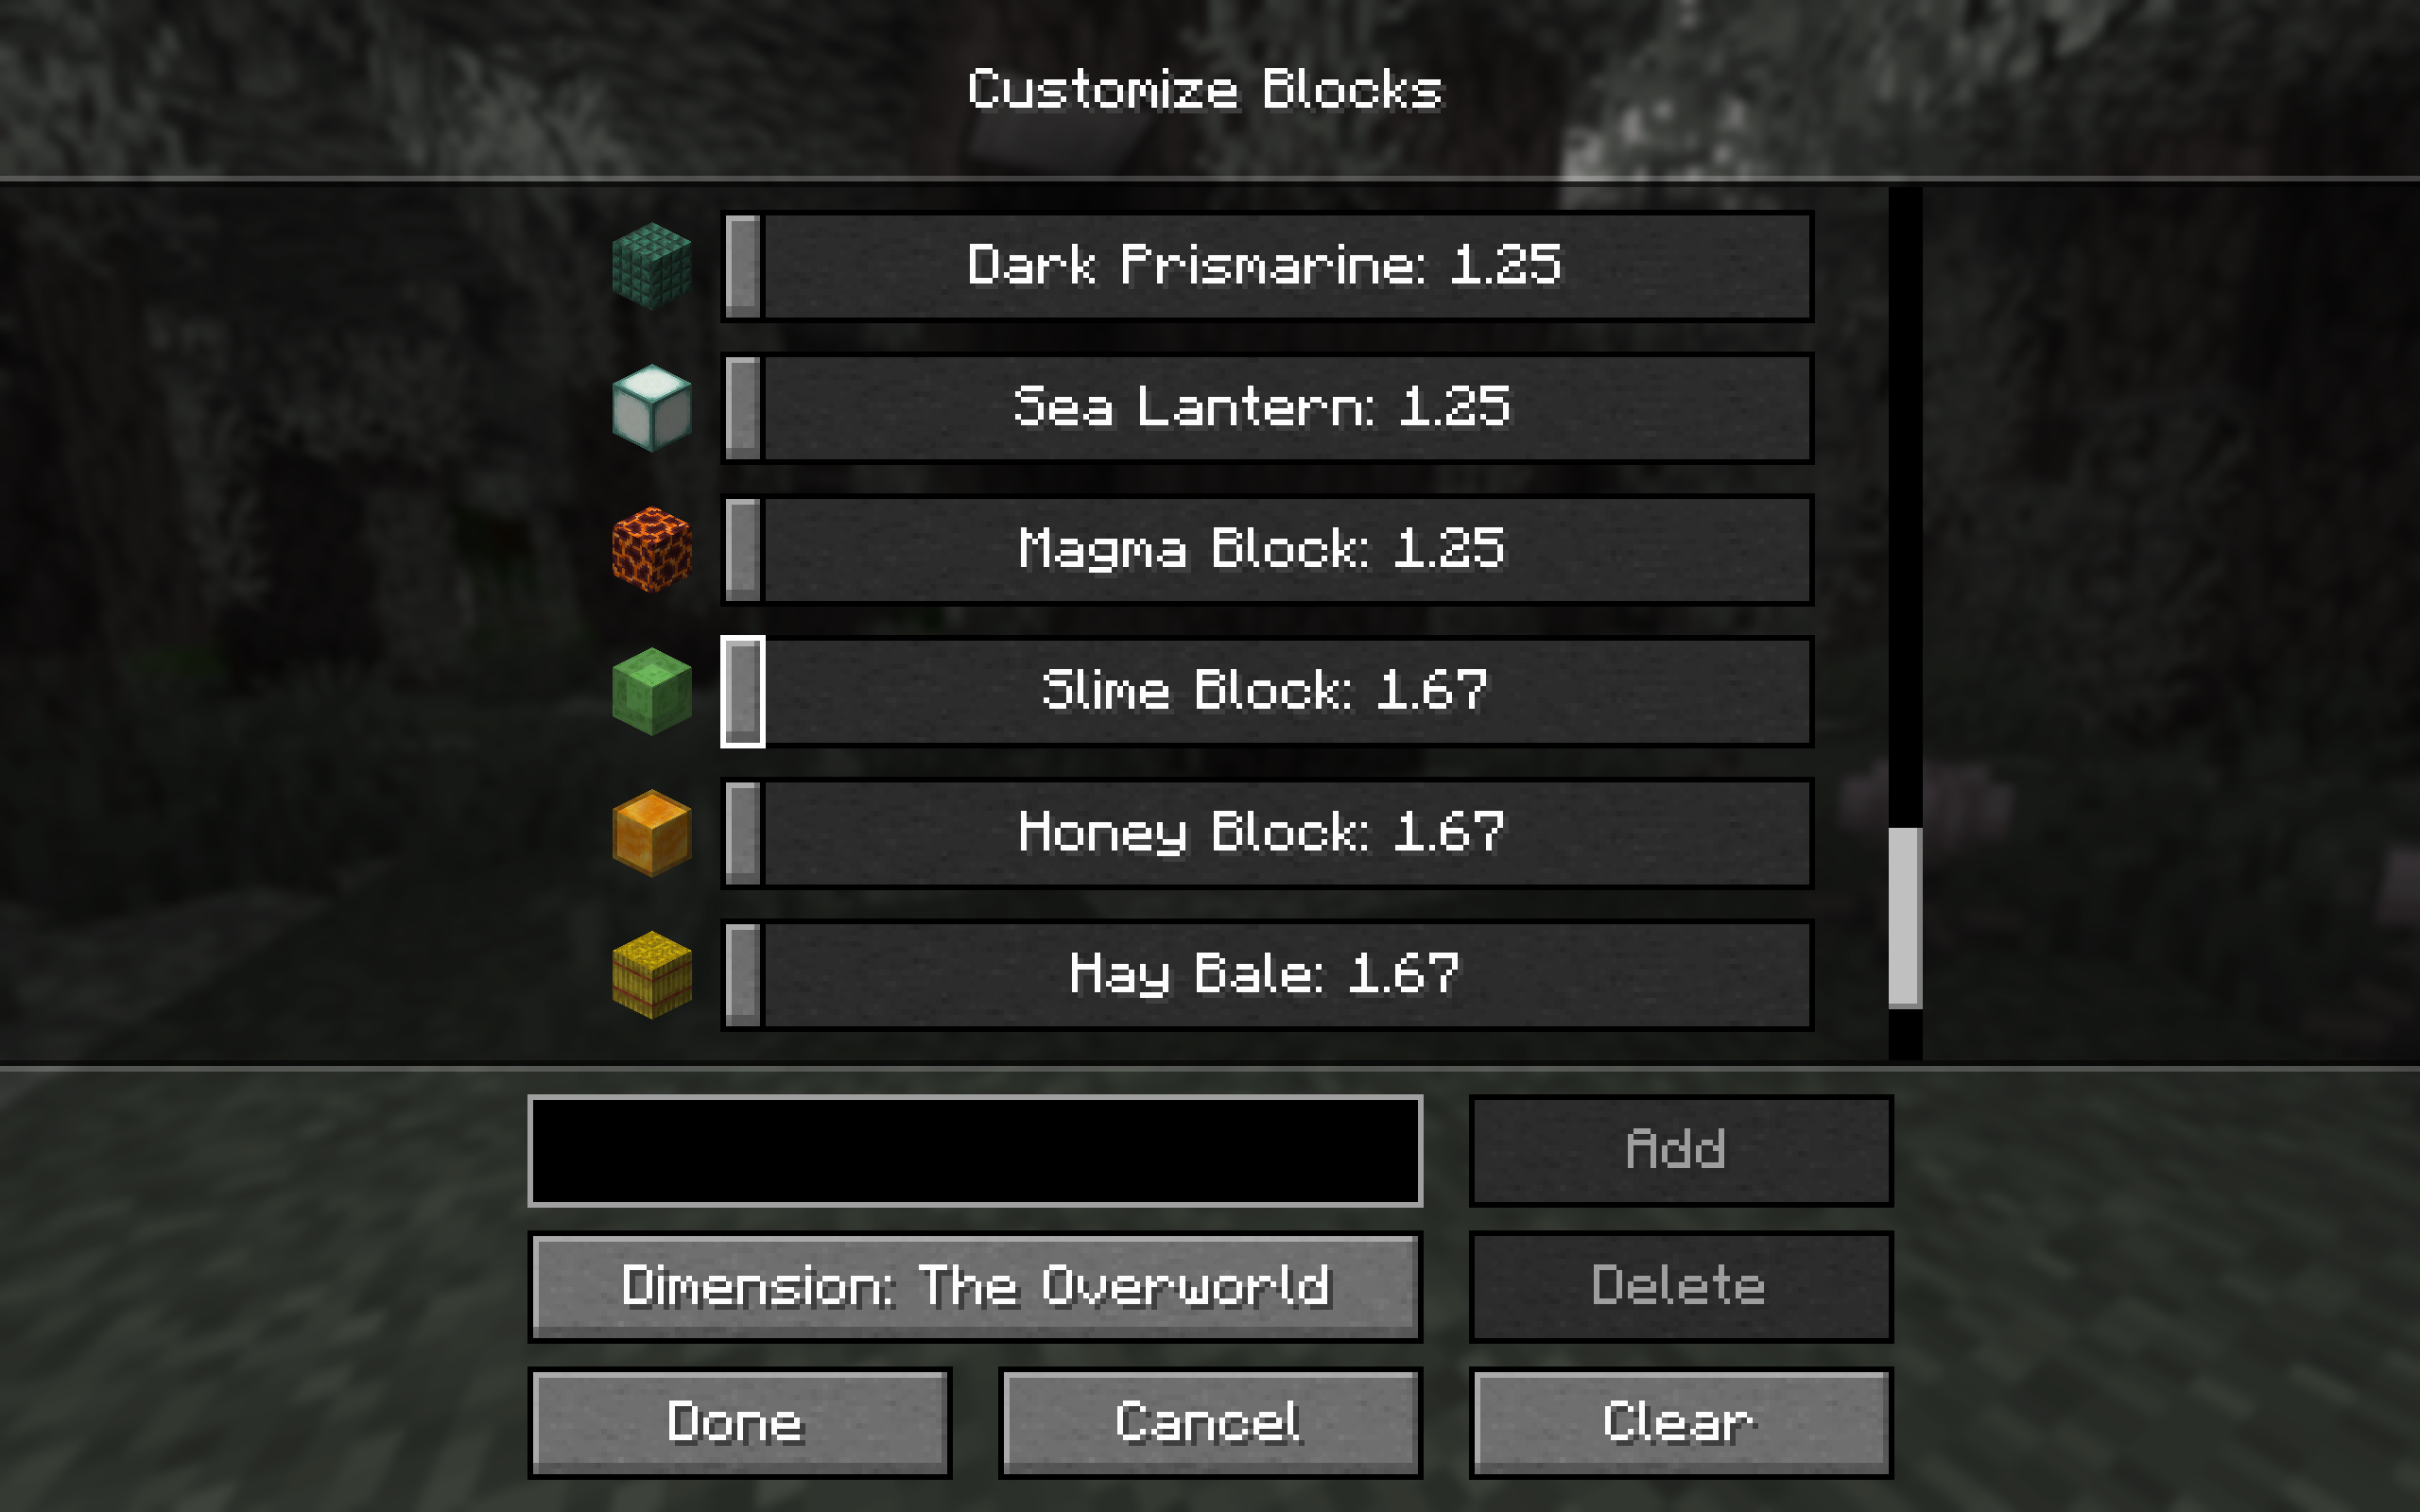 Customize Blocks
Dark Prismarine: 1.25
Sea Lantern: 1.25
Magma Block: 1.25
Slime Block: 1.67
Honey Block: 1.67
Hay Bale: 1.67
Add
Dimension: The Overworld
Delete
Done
Cancel
Clear